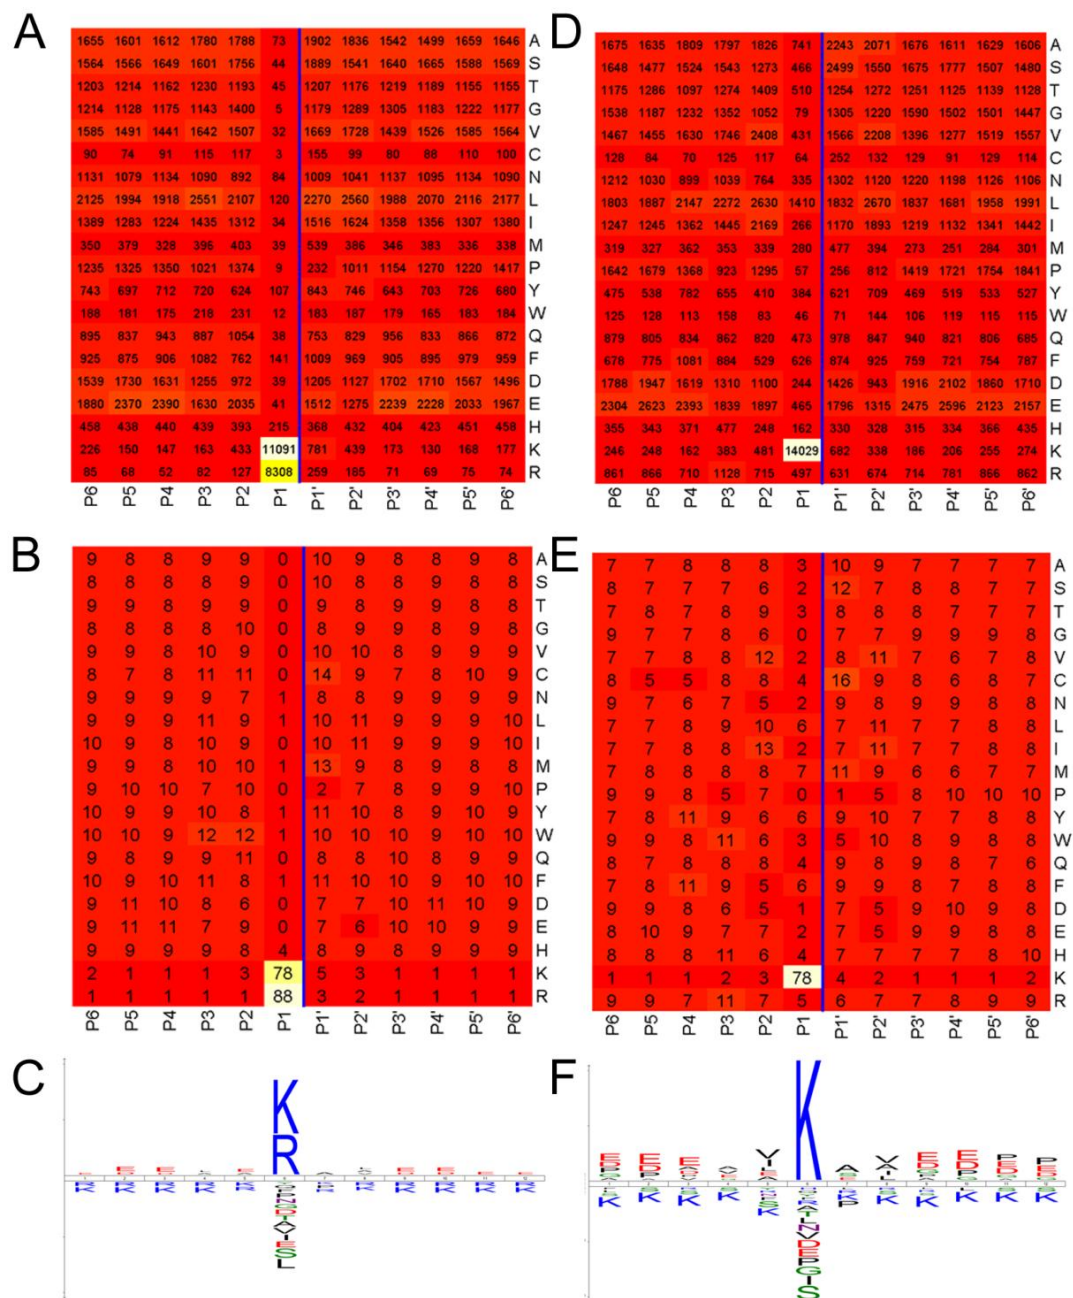 A
1655 1601 1612 1780 1788 73 1902 1836 1542 1499 1659 1646 A
1564 1566 1649 1601 1756 44 1889 1541 1640 1665 1588 1569 S
1203 1214 1162 1230 1193 45 1207 1176 1219 1189 1155 1155 T
1214 1128 1175 1143 1400 5 1179 1289 1305 1183 1222 1177 G
1585 1491 1441 1642 1507 32 1669 1728 1439 1526 1585 1564 V
90 74 91 115 117 3 155 99 80 88 110 100 C
1131 1079 1134 1090 892 84 1009 1041 1137 1095 1134 1090 N
2125 1994 1918 2551 2107 120 2270 2560 1988 2070 2116 2177 L
1389 1283 1224 1435 1312 34 1516 1624 1358 1356 1307 1380 I
350 379 328 396 403 39 539 386 346 383 336 338 M
1235 1325 1350 1021 1374 9 232 1011 1154 1270 1220 1417 P
743 697 712 720 624 107 843 746 643 703 726 680 Y
188 181 175 218 231 12 183 187 179 165 183 184 W
895 837 943 887 1054 38 753 829 956 833 866 872 Q
925 875 906 1082 762 141 1009 969 905 895 979 959 F
1539 1730 1631 1255 972 39 1205 1127 1702 1710 1567 1496 D
1880 2370 2390 1630 2035 41 1512 1275 2239 2228 2033 1967 E
458 438 440 439 393 215 368 432 404 423 451 458 H
226 150 147 163 433 11091 781 439 173 130 168 177 K
85 68 52 82 127 8308 259 185 71 69 75 74 R
P6 P5 P4 P3 P2 P1 P1' P2' P3' P4' P5' P6'
D
1675 1635 1809 1797 1826 741 2243 2071 1676 1611 1629 1606 A
1648 1477 1524 1543 1273 466 2499 1550 1675 1777 1507 1480 S
1175 1286 1097 1274 1409 510 1254 1272 1251 1125 1139 1128 T
1538 1187 1232 1352 1052 79 1305 1220 1590 1502 1501 1447 G
1467 1455 1630 1746 2408 431 1566 2208 1396 1277 1519 1557 V
128 84 70 125 117 64 252 132 129 91 129 114 C
1212 1030 899 1039 764 335 1302 1120 1220 1198 1126 1106 N
1803 1887 2147 2272 2630 1410 1832 2670 1837 1681 1958 1991 L
1247 1245 1362 1445 2169 266 1170 1893 1219 1132 1341 1442 I
319 327 362 353 339 280 477 394 273 251 284 301 M
1642 1679 1368 923 1295 57 256 812 1419 1721 1754 1841 P
475 538 782 655 410 384 621 709 469 519 533 527 Y
125 128 113 158 83 46 71 144 106 119 115 115 W
879 805 834 862 820 473 978 847 940 821 806 685 Q
678 775 1081 884 529 626 874 925 759 721 754 787 F
1788 1947 1619 1310 1100 244 1426 943 1916 2102 1860 1710 D
2304 2623 2393 1839 1897 465 1796 1315 2475 2596 2123 2157 E
355 343 371 477 248 162 330 328 315 334 366 435 H
246 248 162 383 481 14029 682 338 186 206 255 274 K
861 866 710 1128 715 497 631 674 714 781 866 862 R
P6 P5 P4 P3 P2 P1 P1' P2' P3' P4' P5' P6'
B
9 8 8 9 9 0 10 9 8 8 9 8 A
8 8 8 8 9 0 10 8 8 9 8 8 S
9 9 8 9 9 0 9 8 9 9 8 8 T
8 8 8 8 10 0 8 9 9 8 9 8 G
9 9 8 10 9 0 10 10 8 9 9 9 V
8 7 8 11 11 0 14 9 7 8 10 9 C
9 9 9 9 7 1 8 8 9 9 9 9 N
9 9 8 11 9 1 10 11 9 9 9 10 L
10 9 8 10 9 0 10 11 9 9 9 10 I
9 9 8 10 10 1 13 9 8 9 8 8 M
9 10 10 7 10 0 2 7 8 9 9 10 P
10 9 9 10 8 1 11 10 8 9 10 9 Y
10 10 9 12 12 1 10 10 10 9 10 10 W
9 8 9 9 11 0 8 8 10 8 9 9 Q
10 9 10 11 8 1 11 10 10 9 10 10 F
9 11 10 8 6 0 7 7 10 11 10 9 D
9 11 11 7 9 0 7 6 10 10 9 9 E
9 9 9 9 8 4 8 9 8 9 9 9 H
2 1 1 1 3 78 5 3 1 1 1 1 K
1 1 1 1 1 88 3 2 1 1 1 1 R
P6 P5 P4 P3 P2 P1 P1' P2' P3' P4' P5' P6'
E
7 7 8 8 8 3 10 9 7 7 7 7 A
8 7 7 7 6 2 12 7 8 8 7 7 S
7 8 7 8 9 3 8 8 8 7 7 7 T
9 7 7 8 6 0 7 7 9 9 9 8 G
7 7 8 8 12 2 8 11 7 6 7 8 V
8 5 5 8 8 4 16 9 8 6 8 7 C
9 7 6 7 5 2 9 8 9 9 8 8 N
7 7 8 9 10 6 7 11 7 7 8 8 L
7 7 8 8 13 2 7 11 7 7 8 8 I
7 8 8 8 8 7 11 9 6 6 7 7 M
9 9 8 5 7 0 1 5 8 10 10 10 P
7 8 11 9 6 6 9 10 7 7 8 8 Y
9 9 8 11 6 3 5 10 8 9 8 8 W
8 7 8 8 8 4 9 8 9 8 7 6 Q
7 8 11 9 5 6 9 9 8 7 8 8 F
9 9 8 6 5 1 7 5 9 10 9 8 D
8 10 9 7 7 2 7 5 9 9 8 8 E
8 8 8 11 6 4 7 7 7 7 8 10 H
1 1 1 2 3 78 4 2 1 1 1 2 K
9 9 7 11 7 5 6 7 7 8 9 9 R
P6 P5 P4 P3 P2 P1 P1' P2' P3' P4' P5' P6'
C
K
R
F
K